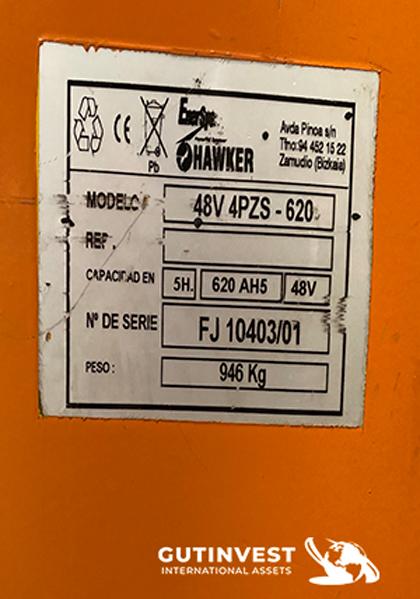 EnerSys
HAWKER
Avda Pinoa s/n
Tfno:94 452 15 22
Zamudio (Bizkaia)
CE
Pb
MODELO 48V 4PZS - 620
REF.
CAPACIDAD EN 5H. 620 AH5 48V
Nº DE SERIE FJ 10403/01
PESO: 946 Kg
GUTINVEST
INTERNATIONAL ASSETS